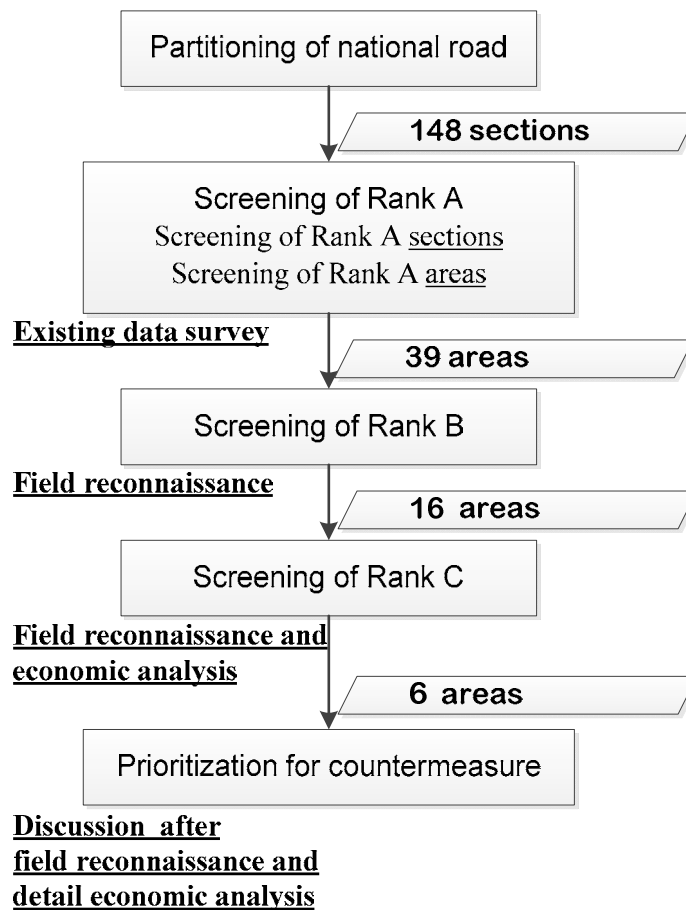 Partitioning of national road
148 sections
Screening of Rank A
Screening of Rank A sections
Screening of Rank A areas
Existing data survey
39 areas
Screening of Rank B
Field reconnaissance
16 areas
Screening of Rank C
Field reconnaissance and
economic analysis
6 areas
Prioritization for countermeasure
Discussion after
field reconnaissance and
detail economic analysis